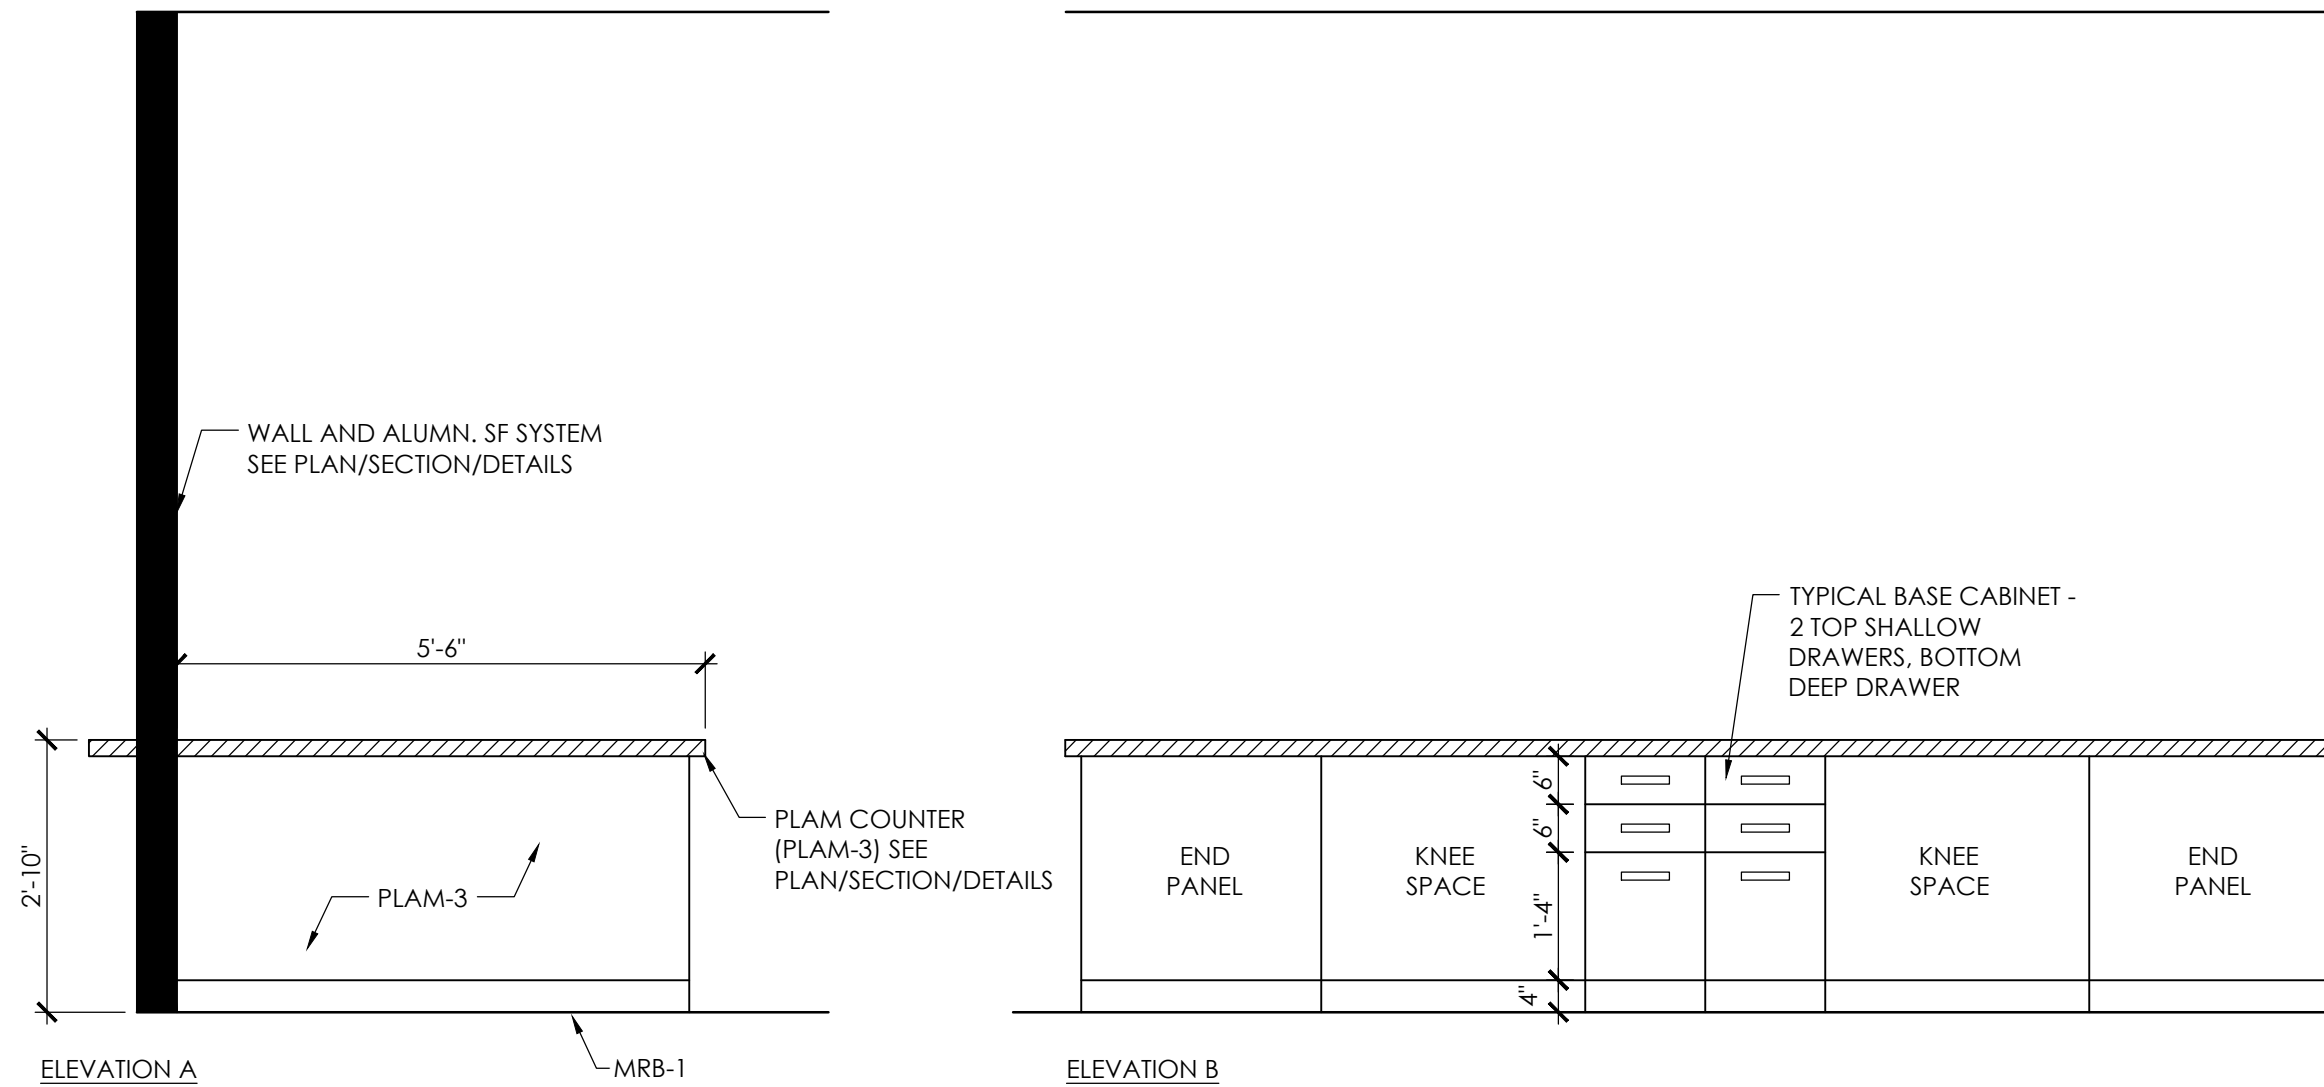 WALL AND ALUMN. SF SYSTEM
SEE PLAN/SECTION/DETAILS
5'-6"
2'-10"
PLAM-3
PLAM COUNTER
(PLAM-3) SEE
PLAN/SECTION/DETAILS
MRB-1
ELEVATION A
TYPICAL BASE CABINET -
2 TOP SHALLOW
DRAWERS, BOTTOM
DEEP DRAWER
END
PANEL
KNEE
SPACE
6"
6"
1'-4"
4"
KNEE
SPACE
END
PANEL
ELEVATION B